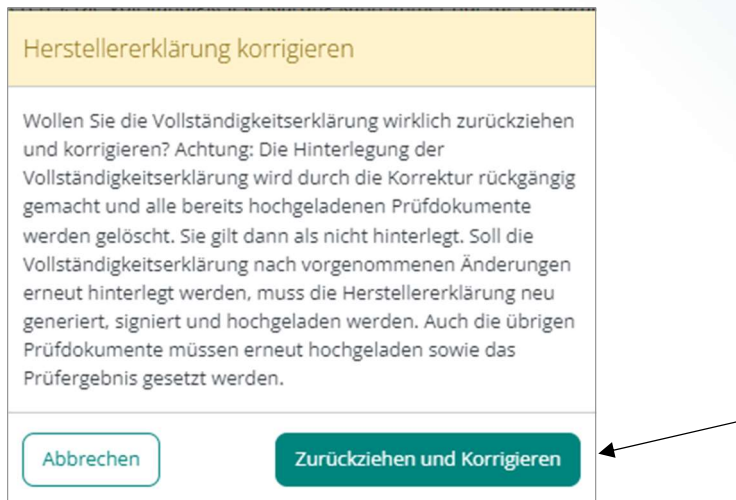 Herstellererklärung korrigieren
Wollen Sie die Vollständigkeitserklärung wirklich zurückziehen
und korrigieren? Achtung: Die Hinterlegung der
Vollständigkeitserklärung wird durch die Korrektur rückgängig
gemacht und alle bereits hochgeladenen Prüfdokumente
werden gelöscht. Sie gilt dann als nicht hinterlegt. Soll die
Vollständigkeitserklärung nach vorgenommenen Änderungen
erneut hinterlegt werden, muss die Herstellererklärung neu
generiert, signiert und hochgeladen werden. Auch die übrigen
Prüfdokumente müssen erneut hochgeladen sowie das
Prüfergebnis gesetzt werden.
Abbrechen
Zurückziehen und Korrigieren